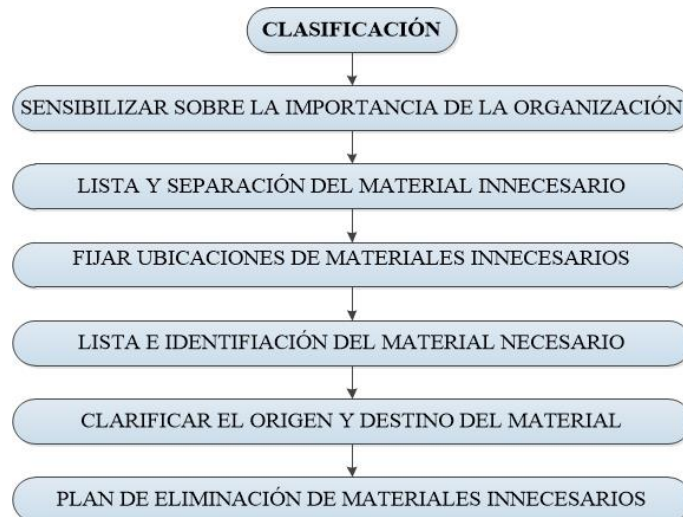 CLASIFICACIÓN
SENSIBILIZAR SOBRE LA IMPORTANCIA DE LA ORGANIZACIÓN
LISTA Y SEPARACIÓN DEL MATERIAL INNECESARIO
FIJAR UBICACIONES DE MATERIALES INNECESARIOS
LISTA E IDENTIFIACIÓN DEL MATERIAL NECESARIO
CLARIFICAR EL ORIGEN Y DESTINO DEL MATERIAL
PLAN DE ELIMINACIÓN DE MATERIALES INNECESARIOS